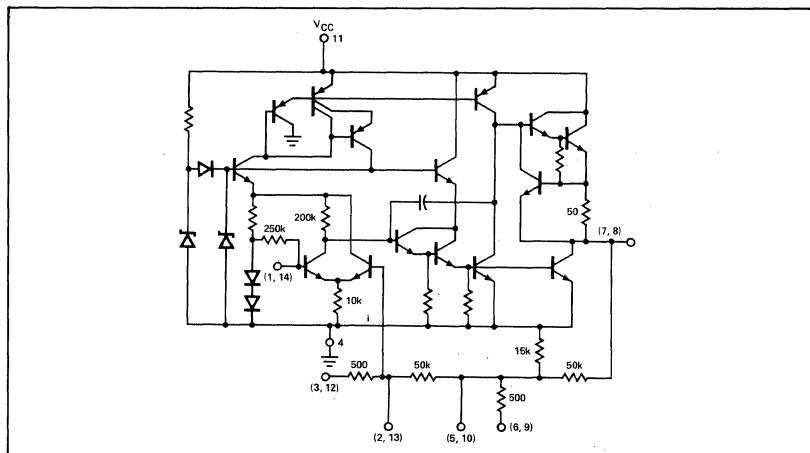 VCC
11
200k
250k
50
(7, 8)
(1, 14)
10k
i
4
15k
500
50k
50k
(3, 12)
500
(2, 13)
(5, 10)
(6, 9)